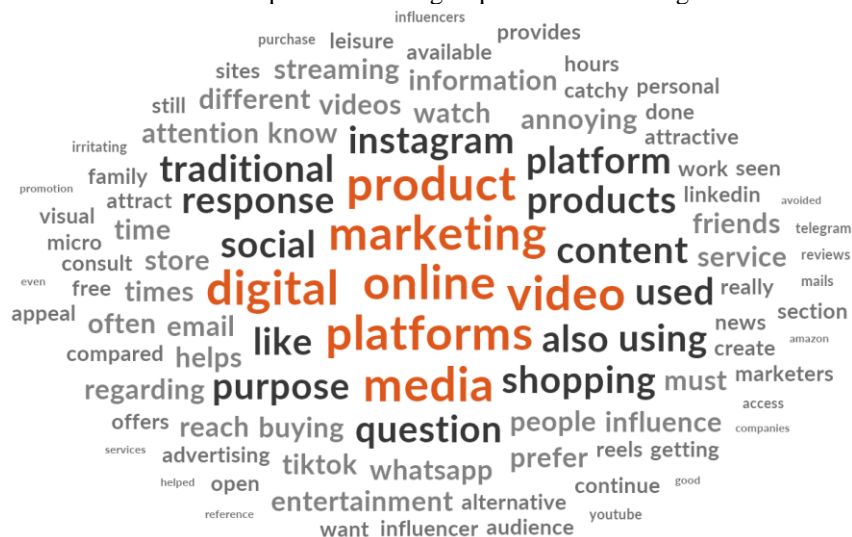 influencers
purchase leisure available provides
sites streaming information hours
catchy personal
still different videos watch annoying done
attention know instagram attractive
irritating
family traditional product platform work seen
promotion
attract response products linkedin avoided
visual time social marketing content friends telegram
micro
consult store service reviews
even free times digital online video used really mails
appeal often email like platforms also using news section
create amazon
compared helps
regarding purpose media shopping must marketers
access
offers reach buying question people influence companies
services advertising tiktok whatsapp prefer reels getting
helped open entertainment alternative continue good
reference want influencer audience youtube